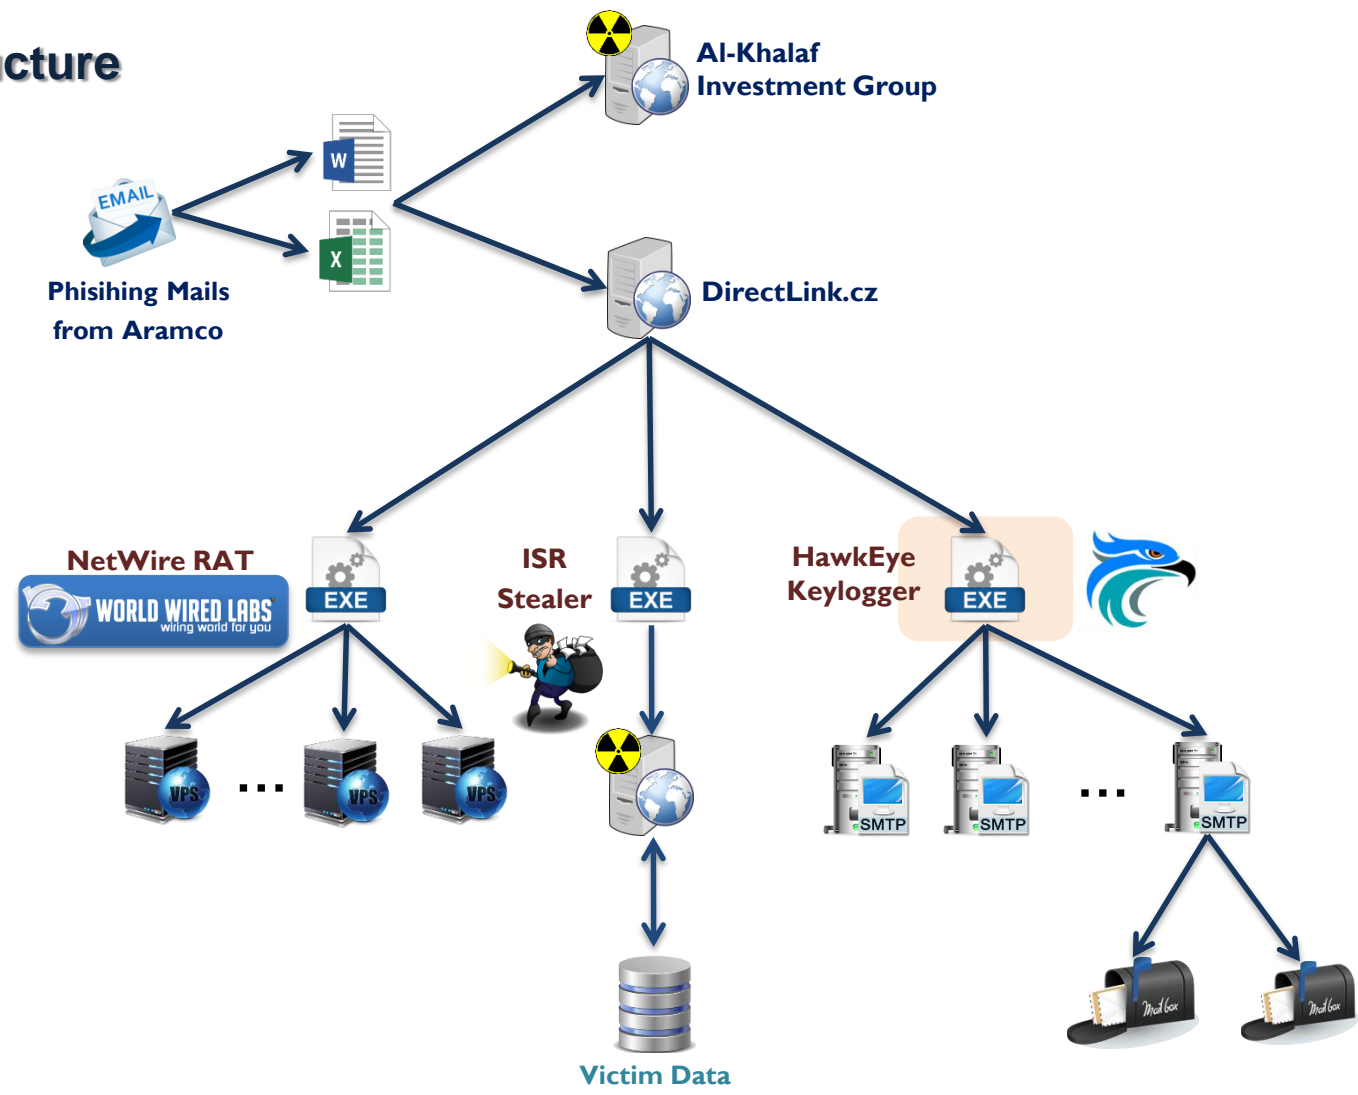 ucture
Al-Khalaf
Investment Group
W
EMAIL
X
Phisihing Mails
from Aramco
DirectLink.cz
NetWire RAT
WORLD WIRED LABS
wiring world for you
EXE
ISR
Stealer
EXE
HawkEye
Keylogger
EXE
VPS
...
VPS
VPS
SMTP
SMTP
...
SMTP
Mail box
Mail box
Victim Data